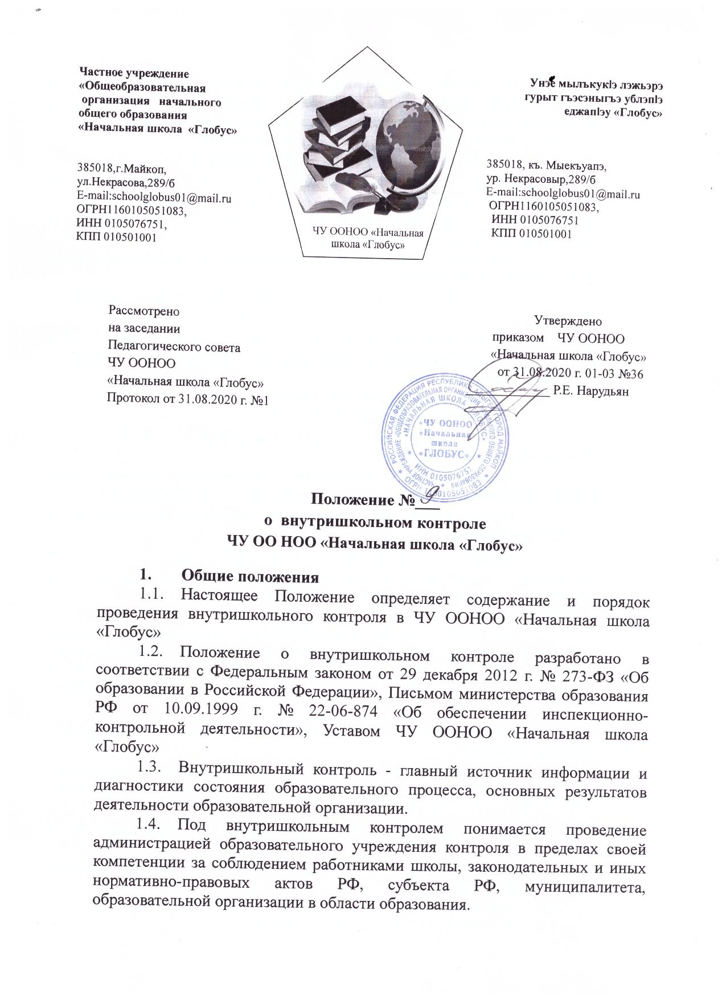 Частное учреждение
«Общеобразовательная
организация начального
общего образования
«Начальная школа «Глобус»
385018,г.Майкоп,
ул.Некрасова,289/б
E-mail:schoolglobus01@mail.ru
ОГРН1160105051083,
ИНН 0105076751,
КПП 010501001
ЧУ ООНОО «Начальная
школа «Глобус»
Унэе мылъкукIэ лэжьэрэ
гурыт гъэсэныгъэ ублэпIэ
еджапIэу «Глобус»
385018, къ. Мыекъуапэ,
ур. Некрасовыр,289/б
E-mail:schoolglobus01@mail.ru
ОГРН1160105051083,
ИНН 0105076751
КПП 010501001
Рассмотрено
на заседании
Педагогического совета
ЧУ ООНОО
«Начальная школа «Глобус»
Протокол от 31.08.2020 г. №1
Утверждено
приказом ЧУ ООНОО
«Начальная школа «Глобус»
от 31.08.2020 г. 01-03 №36
Р.Е. Нарудьян
РОССИЙСКАЯ ФЕДЕРАЦИЯ РЕСПУБЛИКА АДЫГЕЯ ГОРОД МАЙКОП
* ОГРН 1160105051083 *
ЧАСТНОЕ УЧРЕЖДЕНИЕ «ОБЩЕОБРАЗОВАТЕЛЬНАЯ ОРГАНИЗАЦИЯ НАЧАЛЬНОГО ОБЩЕГО ОБРАЗОВАНИЯ
«НАЧАЛЬНАЯ ШКОЛА «ГЛОБУС»
* ИНН 0105076751 *
«ЧУ ООНОО
«Начальная
школа
«ГЛОБУС»
Положение № 9
о внутришкольном контроле
ЧУ ОО НОО «Начальная школа «Глобус»
1. Общие положения
1.1. Настоящее Положение определяет содержание и порядок
проведения внутришкольного контроля в ЧУ ООНОО «Начальная школа
«Глобус»
1.2. Положение о внутришкольном контроле разработано в
соответствии с Федеральным законом от 29 декабря 2012 г. № 273-ФЗ «Об
образовании в Российской Федерации», Письмом министерства образования
РФ от 10.09.1999 г. № 22-06-874 «Об обеспечении инспекционно-
контрольной деятельности», Уставом ЧУ ООНОО «Начальная школа
«Глобус»
1.3. Внутришкольный контроль - главный источник информации и
диагностики состояния образовательного процесса, основных результатов
деятельности образовательной организации.
1.4. Под внутришкольным контролем понимается проведение
администрацией образовательного учреждения контроля в пределах своей
компетенции за соблюдением работниками школы, законодательных и иных
нормативно-правовых актов РФ, субъекта РФ, муниципалитета,
образовательной организации в области образования.